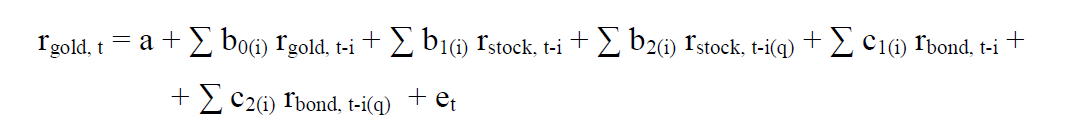 r_gold, t = a + ∑ b_0(i) r_gold, t-i + ∑ b_1(i) r_stock, t-i + ∑ b_2(i) r_stock, t-i(q) + ∑ c_1(i) r_bond, t-i +
+ ∑ c_2(i) r_bond, t-i(q) + e_t